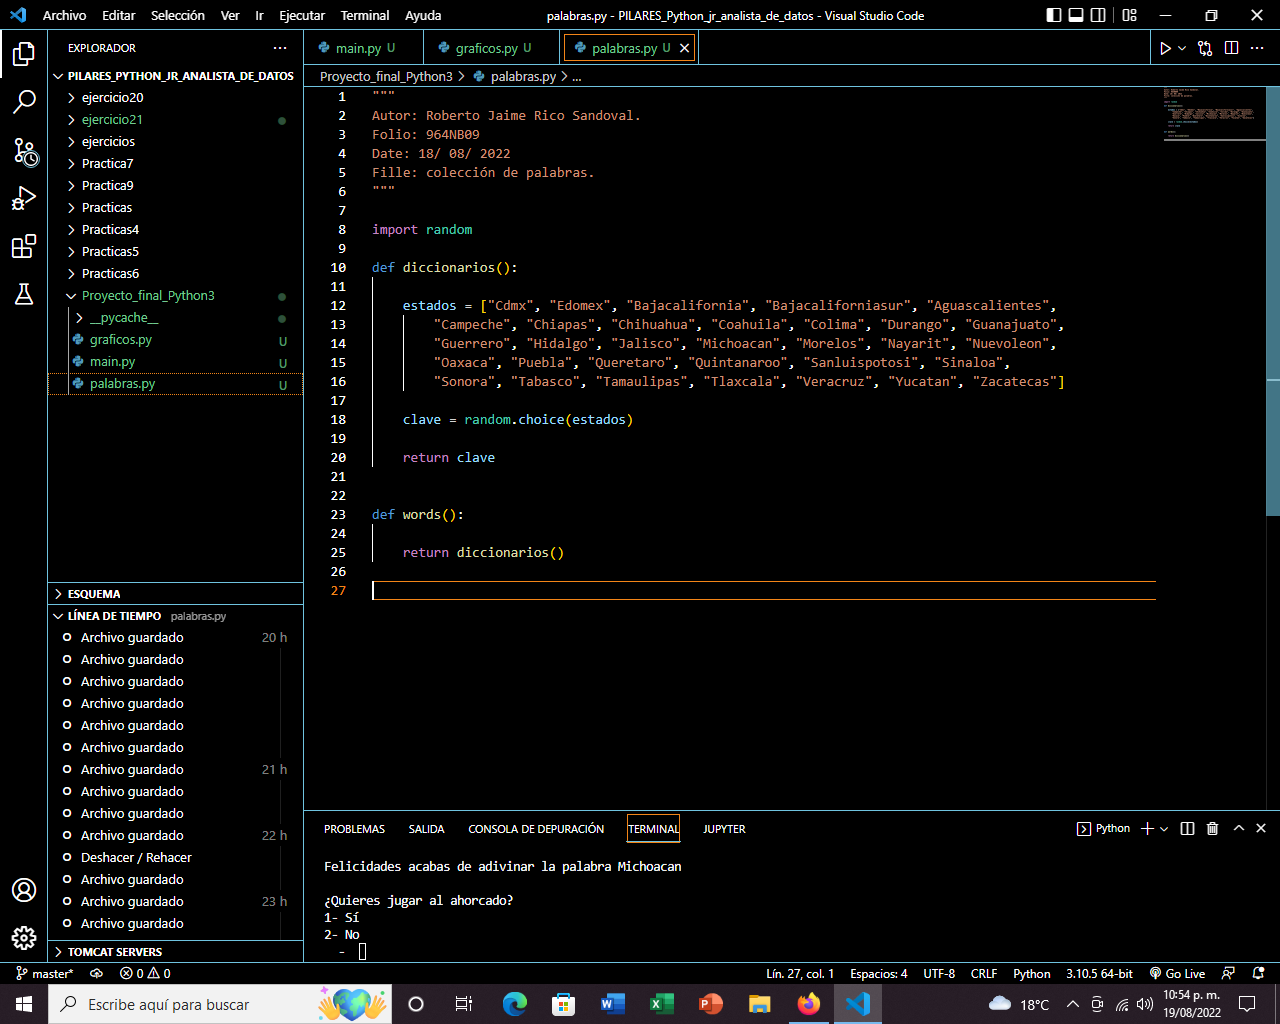 Archivo Editar Selección Ver Ir Ejecutar Terminal Ayuda palabras.py - PILARES_Python_jr_analista_de_datos - Visual Studio Code
EXPLORADOR
PILARES_PYTHON_JR_ANALISTA_DE_DATOS
ejercicio20
ejercicio21
ejercicios
Practica7
Practica9
Practicas
Practicas4
Practicas5
Practicas6
Proyecto_final_Python3
__pycache__
graficos.py U
main.py U
palabras.py U
ESQUEMA
LÍNEA DE TIEMPO palabras.py
Archivo guardado 20 h
Archivo guardado
Archivo guardado
Archivo guardado
Archivo guardado
Archivo guardado
Archivo guardado 21 h
Archivo guardado
Archivo guardado
Archivo guardado 22 h
Deshacer / Rehacer
Archivo guardado
Archivo guardado 23 h
Archivo guardado
TOMCAT SERVERS
main.py U graficos.py U palabras.py U
Proyecto_final_Python3 > palabras.py > ...
1 """
2 Autor: Roberto Jaime Rico Sandoval.
3 Folio: 964NB09
4 Date: 18/ 08/ 2022
5 Fille: colección de palabras.
6 """
7
8 import random
9
10 def diccionarios():
11
12 estados = ["Cdmx", "Edomex", "Bajacalifornia", "Bajacaliforniasur", "Aguascalientes",
13 "Campeche", "Chiapas", "Chihuahua", "Coahuila", "Colima", "Durango", "Guanajuato",
14 "Guerrero", "Hidalgo", "Jalisco", "Michoacan", "Morelos", "Nayarit", "Nuevoleon",
15 "Oaxaca", "Puebla", "Queretaro", "Quintanaroo", "Sanluispotosi", "Sinaloa",
16 "Sonora", "Tabasco", "Tamaulipas", "Tlaxcala", "Veracruz", "Yucatan", "Zacatecas"]
17
18 clave = random.choice(estados)
19
20 return clave
21
22
23 def words():
24
25 return diccionarios()
26
27
PROBLEMAS SALIDA CONSOLA DE DEPURACIÓN TERMINAL JUPYTER Python
Felicidades acabas de adivinar la palabra Michoacan
¿Quieres jugar al ahorcado?
1- Sí
2- No
-
master* 0 0 Lín. 27, col. 1 Espacios: 4 UTF-8 CRLF Python 3.10.5 64-bit Go Live
Escribe aquí para buscar 18°C 10:54 p. m.
19/08/2022